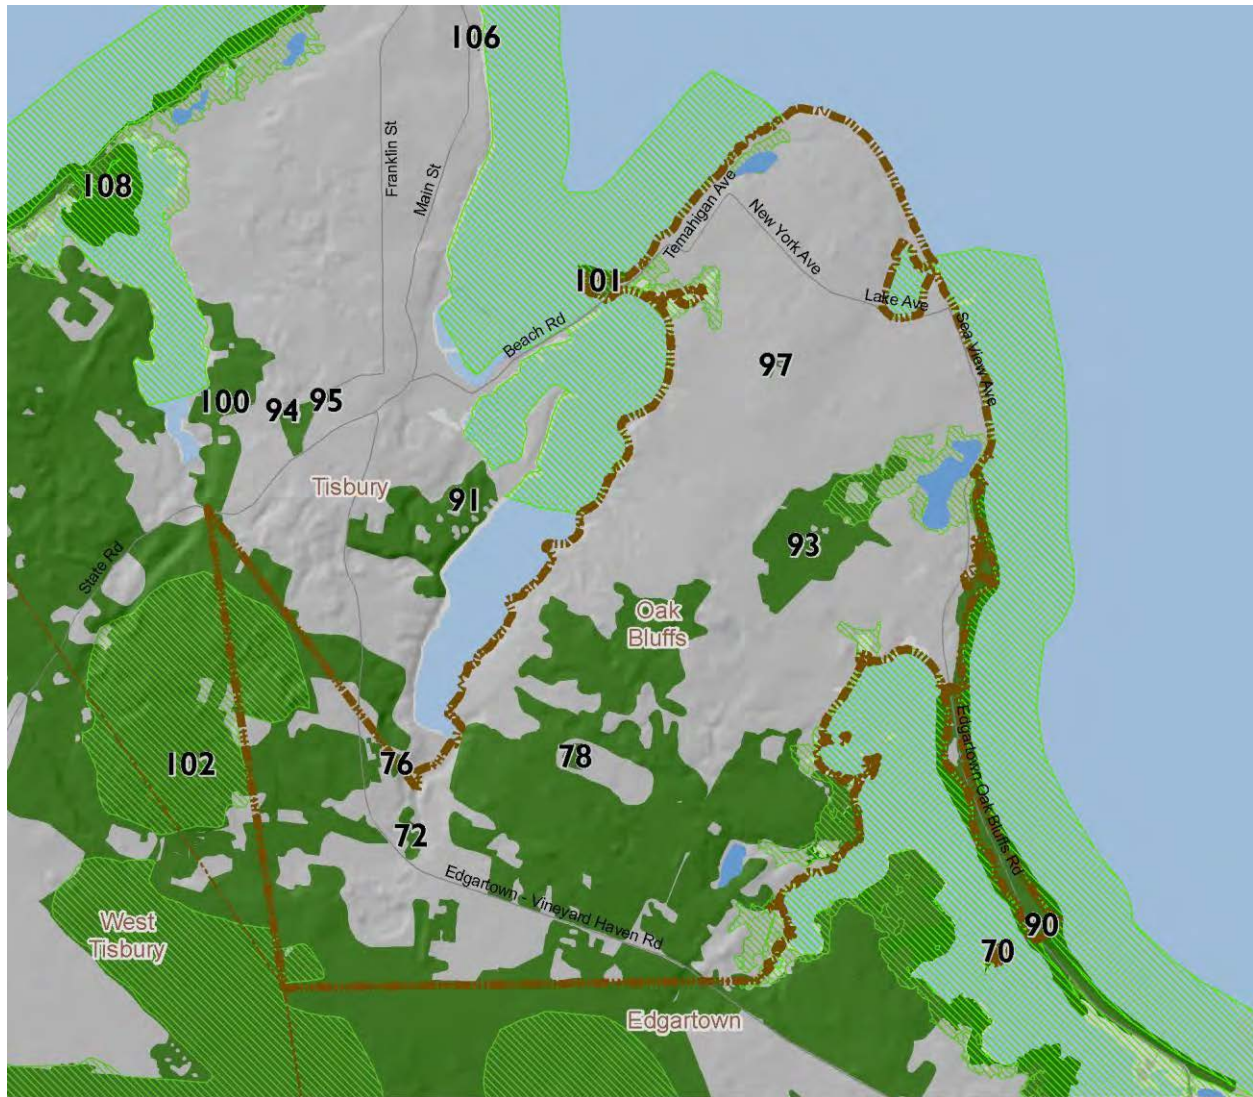 106
Franklin St
Main St
108
Temahigan Ave
New York Ave
101
Lake Ave
Beach Rd
Sea View Ave
97
100
94
95
Tisbury
91
93
State Rd
Oak
Bluffs
102
76
78
Edgartown-Oak Bluffs Rd
72
Edgartown - Vineyard Haven Rd
West
Tisbury
90
70
Edgartown